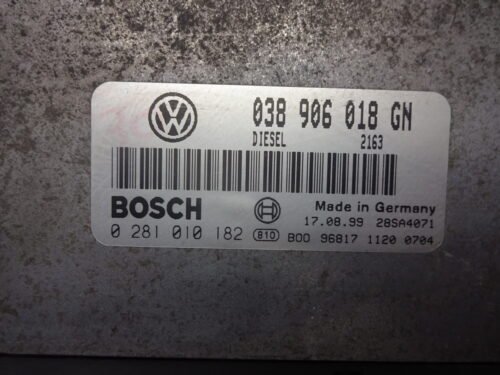 038 906 018 GN
DIESEL 2163
BOSCH Made in Germany
17.08.99 28SA4071
0 281 010 182 810 B00 96817 1120 0704